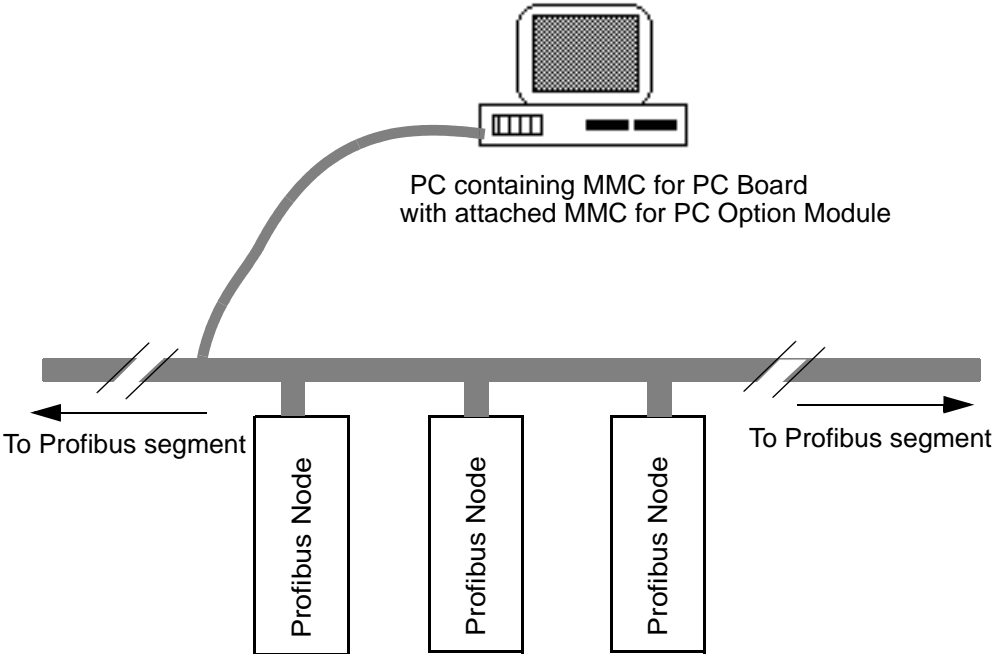 PC containing MMC for PC Board
with attached MMC for PC Option Module
To Profibus segment
To Profibus segment
Profibus Node
Profibus Node
Profibus Node